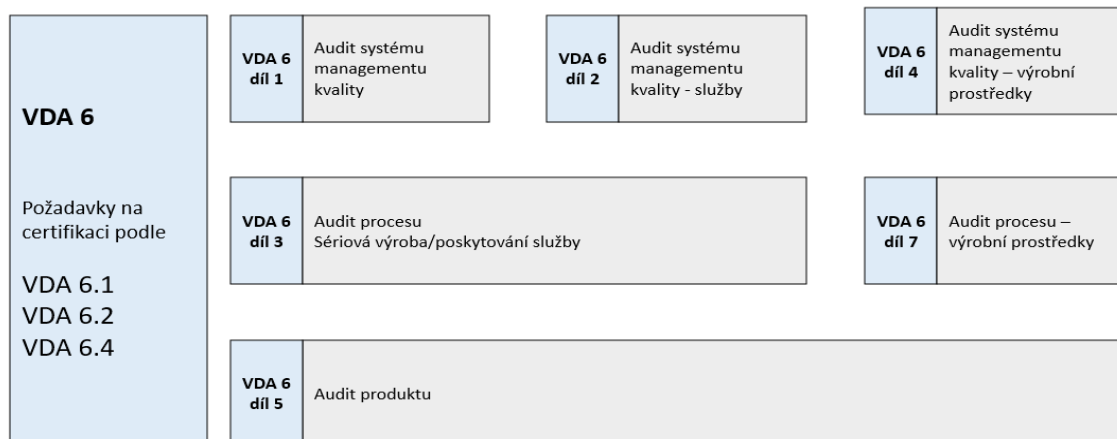 VDA 6
Požadavky na
certifikaci podle
VDA 6.1
VDA 6.2
VDA 6.4
VDA 6
díl 1
Audit systému
managementu
kvality
VDA 6
díl 2
Audit systému
managementu
kvality - služby
VDA 6
díl 4
Audit systému
managementu
kvality – výrobní
prostředky
VDA 6
díl 3
Audit procesu
Sériová výroba/poskytování služby
VDA 6
díl 7
Audit procesu –
výrobní prostředky
VDA 6
díl 5
Audit produktu